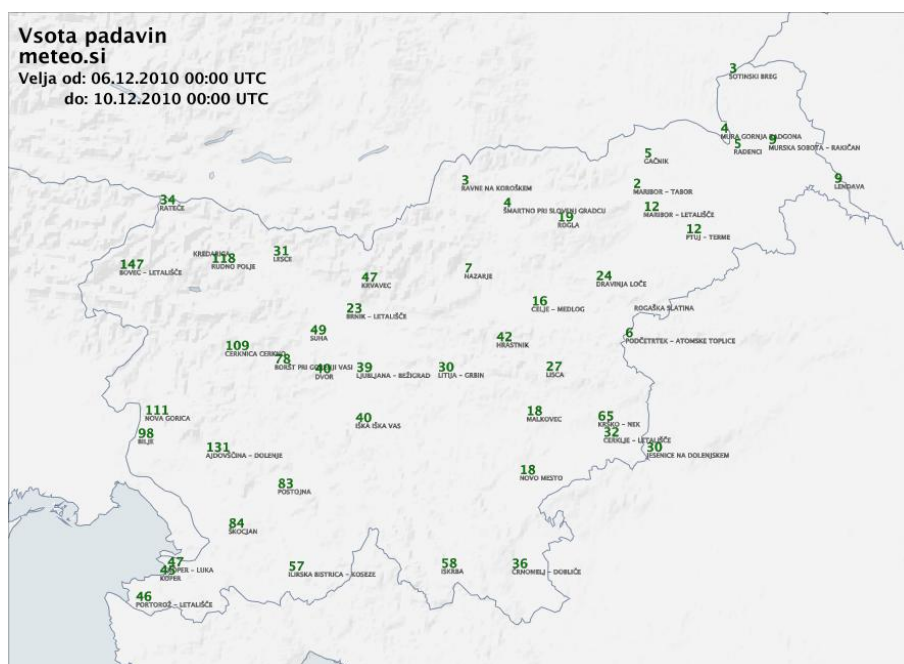 Vsota padavin
meteo.si
Velja od: 06.12.2010 00:00 UTC
do: 10.12.2010 00:00 UTC
3
SOTINSKI BREG
4
MURA GORNJA RADGONA
5
RADENCI
9
MURSKA SOBOTA - RAKIČAN
5
GAČNIK
9
LENDAVA
3
RAVNE NA KOROŠKEM
2
MARIBOR - TABOR
34
RATEČE
4
ŠMARTNO PRI SLOVENJ GRADCU
12
MARIBOR - LETALIŠČE
19
ROGLA
12
PTUJ - TERME
KREDARICA
31
LESCE
118
RUDNO POLJE
147
BOVEC - LETALIŠČE
7
NAZARJE
47
KRVAVEC
24
DRAVINJA LOČE
16
CELJE - MEDLOG
ROGAŠKA SLATINA
23
BRNIK - LETALIŠČE
49
SUHA
42
HRASTNIK
6
PODČETRTEK - ATOMSKE TOPLICE
109
CERKNICA CERKNO
78
BORŠT PRI GORENJI VASI
40
DVOR
39
LJUBLJANA - BEŽIGRAD
30
LITIJA - GRBIN
27
LISCA
111
NOVA GORICA
18
MALKOVEC
65
KRŠKO - NEK
40
IŠKA IŠKA VAS
98
BILJE
32
CERKLJE - LETALIŠČE
131
AJDOVŠČINA - DOLENJE
30
JESENICE NA DOLENJSKEM
18
NOVO MESTO
83
POSTOJNA
84
ŠKOCJAN
47
KOPER - LUKA
45
KOPER
57
ILIRSKA BISTRICA - KOSEZE
58
ISKRBA
36
ČRNOMELJ - DOBLIČE
46
PORTOROŽ - LETALIŠČE